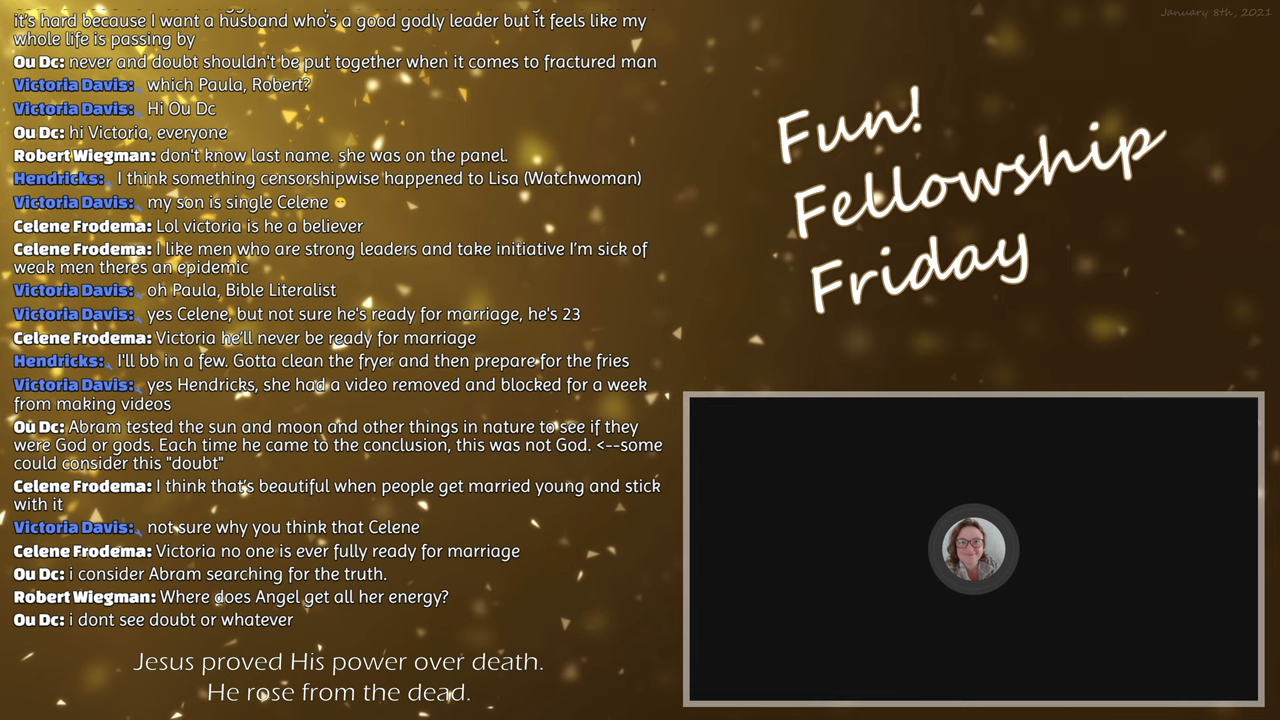 it's hard because I want a husband who's a good godly leader but it feels like my
whole life is passing by
Ou Dc: never and doubt shouldn't be put together when it comes to fractured man
Victoria Davis: which Paula, Robert?
Victoria Davis: Hi Ou Dc
Ou Dc: hi Victoria, everyone
Robert Wiegman: don't know last name. she was on the panel.
Hendricks: I think something censorshipwise happened to Lisa (Watchwoman)
Victoria Davis: my son is single Celene 😁
Celene Frodema: Lol victoria is he a believer
Celene Frodema: I like men who are strong leaders and take initiative I'm sick of
weak men theres an epidemic
Victoria Davis: oh Paula, Bible Literalist
Victoria Davis: yes Celene, but not sure he's ready for marriage, he's 23
Celene Frodema: Victoria he'll never be ready for marriage
Hendricks: I'll bb in a few. Gotta clean the fryer and then prepare for the fries
Victoria Davis: yes Hendricks, she had a video removed and blocked for a week
from making videos
Ou Dc: Abram tested the sun and moon and other things in nature to see if they
were God or gods. Each time he came to the conclusion, this was not God. <--some
could consider this "doubt"
Celene Frodema: I think that's beautiful when people get married young and stick
with it
Victoria Davis: not sure why you think that Celene
Celene Frodema: Victoria no one is ever fully ready for marriage
Ou Dc: i consider Abram searching for the truth.
Robert Wiegman: Where does Angel get all her energy?
Ou Dc: i dont see doubt or whatever
Jesus proved His power over death.
He rose from the dead.
January 8th, 2021
Fun!
Fellowship
Friday